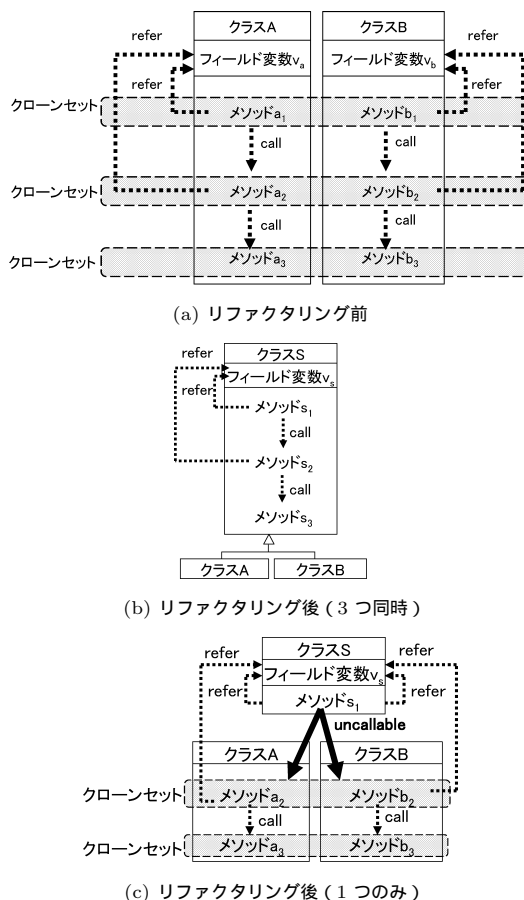 クラスA
クラスB
refer
refer
フィールド変数va
フィールド変数vb
refer
refer
クローンセット
メソッドa1
メソッドb1
call
call
クローンセット
メソッドa2
メソッドb2
call
call
クローンセット
メソッドa3
メソッドb3
(a) リファクタリング前
クラスS
refer
フィールド変数vs
refer
メソッドs1
call
メソッドs2
call
メソッドs3
クラスA
クラスB
(b) リファクタリング後 ( 3 つ同時 )
クラスS
refer
refer
フィールド変数vs
refer
refer
メソッドs1
uncallable
クラスA
クラスB
クローンセット
メソッドa2
メソッドb2
call
call
クローンセット
メソッドa3
メソッドb3
(c) リファクタリング後 ( 1 つのみ )